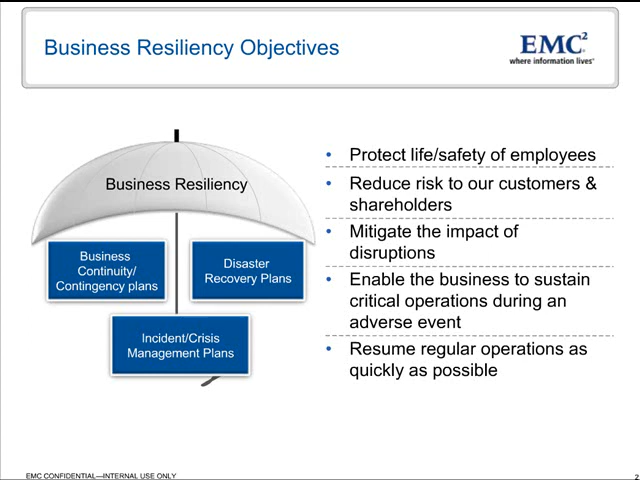 Business Resiliency Objectives
EMC²
where information lives®
Business Resiliency
Business
Continuity/
Contingency plans
Disaster
Recovery Plans
Incident/Crisis
Management Plans
• Protect life/safety of employees
• Reduce risk to our customers &
shareholders
• Mitigate the impact of
disruptions
• Enable the business to sustain
critical operations during an
adverse event
• Resume regular operations as
quickly as possible
EMC CONFIDENTIAL—INTERNAL USE ONLY
2